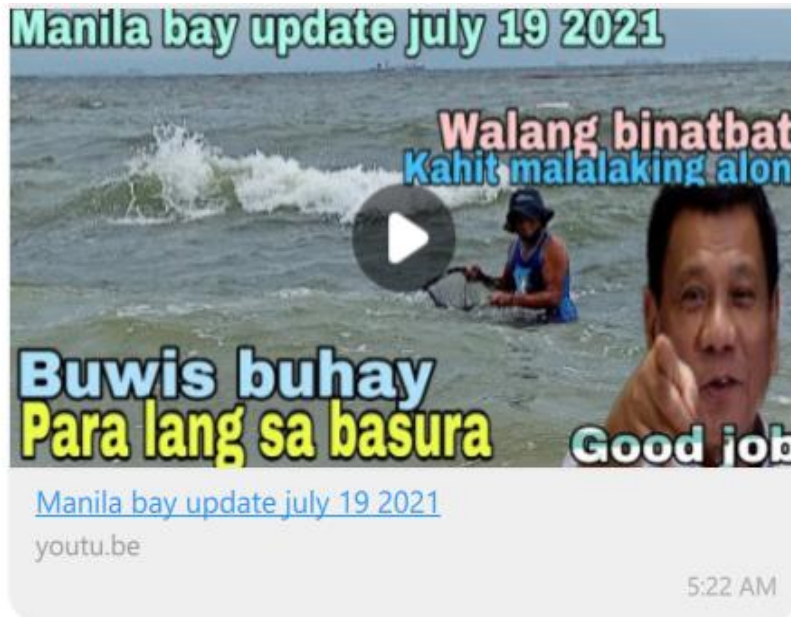 Manila bay update july 19 2021
Walang binatbat
Kahit malalaking alon
Buwis buhay
Para lang sa basura
Good job
Manila bay update july 19 2021
youtu.be
5:22 AM